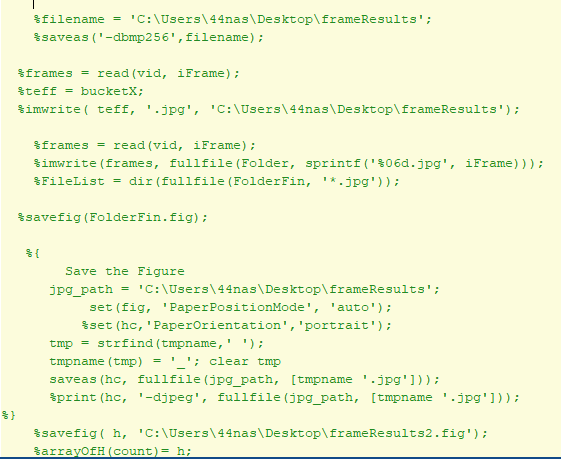 %filename = 'C:\Users\44nas\Desktop\frameResults';
%saveas('-dbmp256',filename);
%frames = read(vid, iFrame);
%teff = bucketX;
%imwrite( teff, '.jpg', 'C:\Users\44nas\Desktop\frameResults');
%frames = read(vid, iFrame);
%imwrite(frames, fullfile(Folder, sprintf('%06d.jpg', iFrame)));
%FileList = dir(fullfile(FolderFin, '*.jpg'));
%savefig(FolderFin.fig);
%{
Save the Figure
jpg_path = 'C:\Users\44nas\Desktop\frameResults';
set(fig, 'PaperPositionMode', 'auto');
%set(hc,'PaperOrientation','portrait');
tmp = strfind(tmpname,' ');
tmpname(tmp) = '_'; clear tmp
saveas(hc, fullfile(jpg_path, [tmpname '.jpg']));
%print(hc, '-djpeg', fullfile(jpg_path, [tmpname '.jpg']));
%}
%savefig( h, 'C:\Users\44nas\Desktop\frameResults2.fig');
%arrayOfH(count)= h;